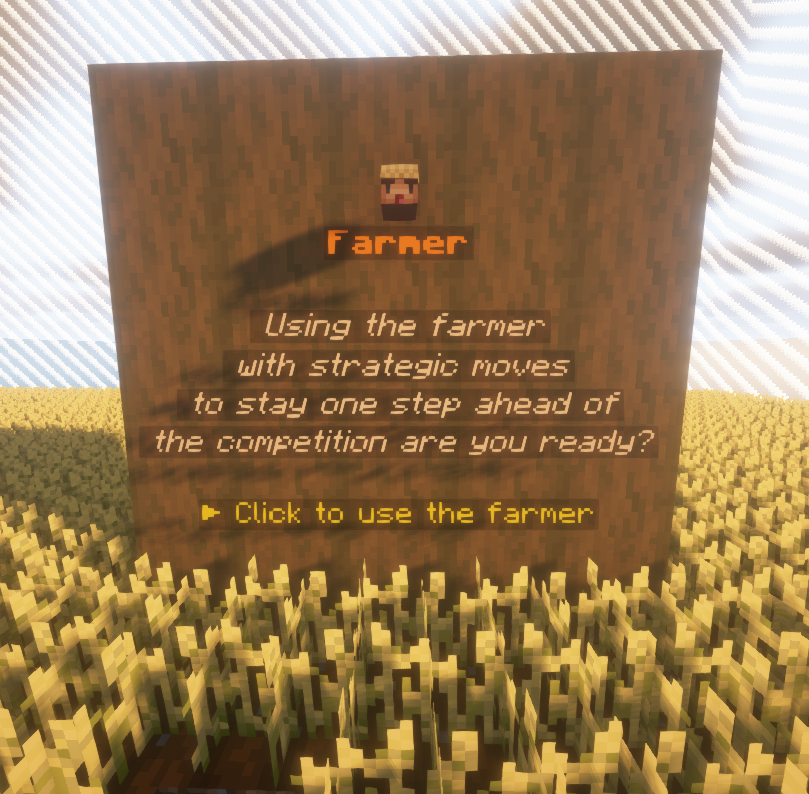 Farmer
Using the farmer
with strategic moves
to stay one step ahead of
the competition are you ready?
► Click to use the farmer